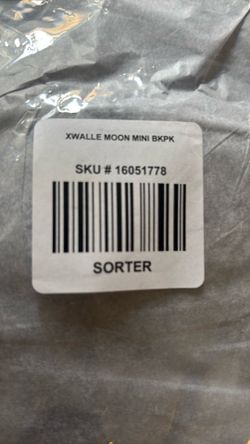 XWALLE MOON MINI BKPK
SKU # 16051778
SORTER